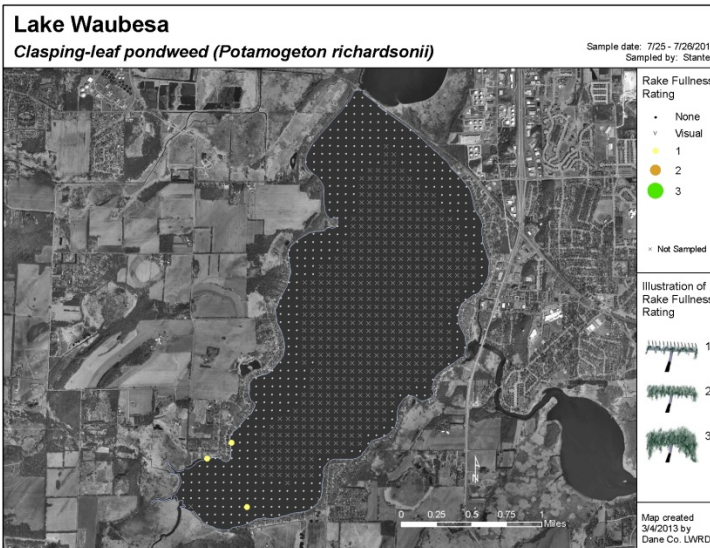 Lake Waubesa
Clasping-leaf pondweed (Potamogeton richardsonii)
Sample date: 7/25 - 7/26/201
Sampled by: Stante
Rake Fullness
Rating
None
Visual
1
2
3
× Not Sampled
Illustration of
Rake Fullness
Rating
1
2
3
N
0 0.25 0.5 0.75 1
Miles
Map created
3/4/2013 by
Dane Co. LWRD